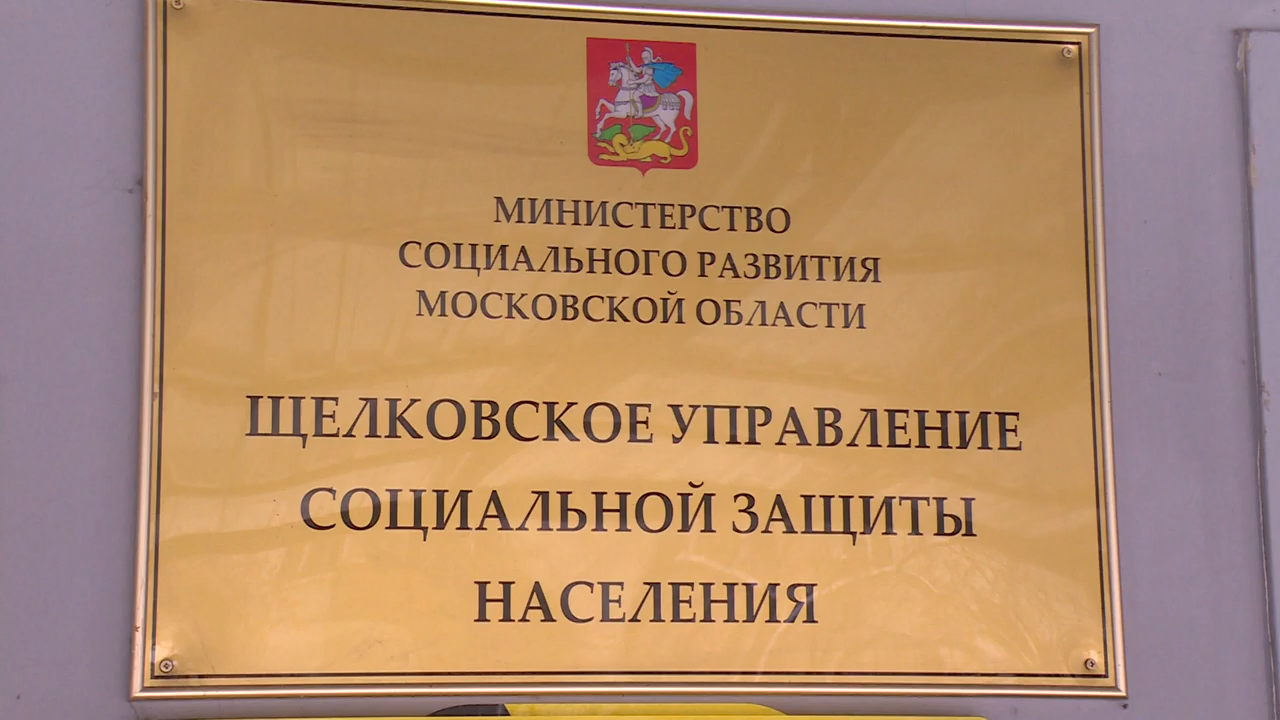 МИНИСТЕРСТВО
СОЦИАЛЬНОГО РАЗВИТИЯ
МОСКОВСКОЙ ОБЛАСТИ
ЩЕЛКОВСКОЕ УПРАВЛЕНИЕ
СОЦИАЛЬНОЙ ЗАЩИТЫ
НАСЕЛЕНИЯ